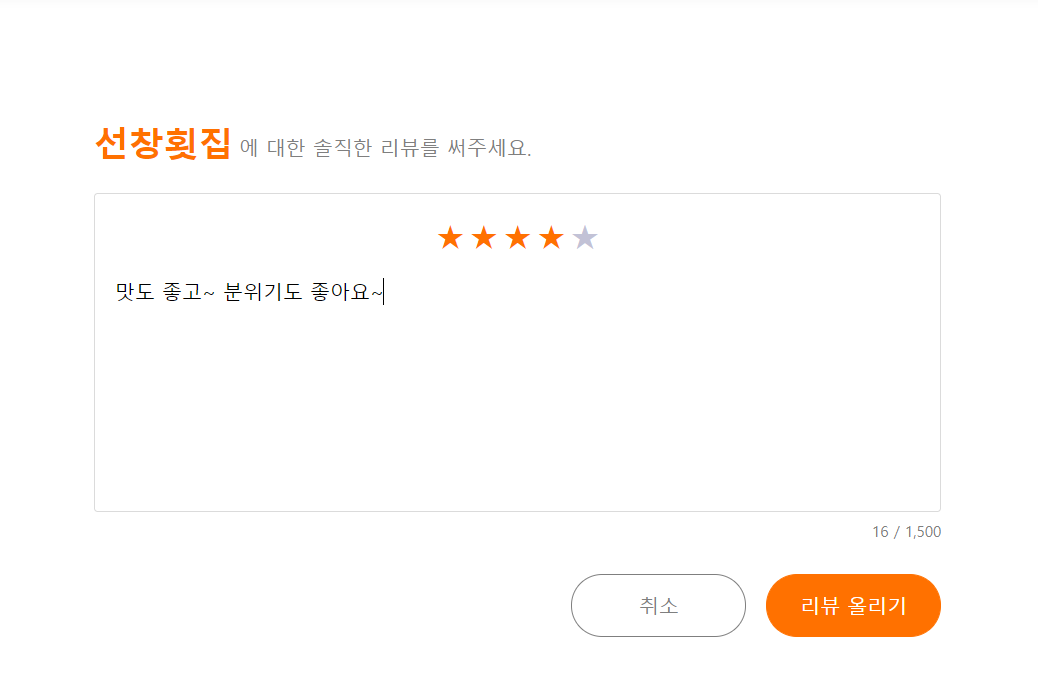 선창횟집 에 대한 솔직한 리뷰를 써주세요.
맛도 좋고~ 분위기도 좋아요~
16 / 1,500
취소 리뷰 올리기